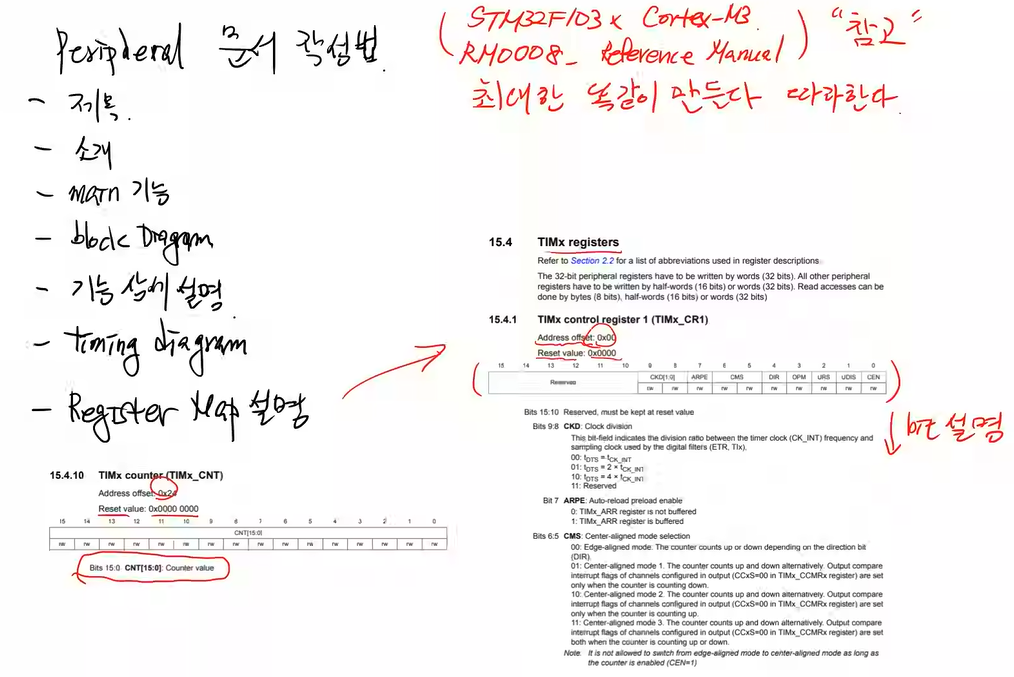 Peripheral 문서 작성법.
- 제목.
- 소개
- main 기능
- block Diagram
- 기능 상세 설명.
- timing diagram
- Register Map 설명
(STM32F103x Cortex-M3.
RM0008_ Reference Manual) "참고"
최대한 똑같이 만든다 따라한다.
15.4 TIMx registers
Refer to Section 2.2 for a list of abbreviations used in register descriptions
The 32-bit peripheral registers have to be written by words (32 bits). All other peripheral
registers have to be written by half-words (16 bits) or words (32 bits). Read accesses can be
done by bytes (8 bits), half-words (16 bits) or words (32 bits)
15.4.1 TIMx control register 1 (TIMx_CR1)
Address offset: 0x00
Reset value: 0x0000
15 14 13 12 11 10 9 8 7 6 5 4 3 2 1 0
Reserved CKD[1:0] ARPE CMS DIR OPM URS UDIS CEN
rw rw rw rw rw rw rw rw rw rw
Bits 15:10 Reserved, must be kept at reset value
Bits 9:8 CKD: Clock division
This bit-field indicates the division ratio between the timer clock (CK_INT) frequency and
sampling clock used by the digital filters (ETR, TIx),
00: tDTS = tCK_INT
01: tDTS = 2 × tCK_INT
10: tDTS = 4 × tCK_INT
11: Reserved
Bit 7 ARPE: Auto-reload preload enable
0: TIMx_ARR register is not buffered
1: TIMx_ARR register is buffered
Bits 6:5 CMS: Center-aligned mode selection
00: Edge-aligned mode. The counter counts up or down depending on the direction bit
(DIR)
01: Center-aligned mode 1. The counter counts up and down alternatively. Output compare
interrupt flags of channels configured in output (CCxS=00 in TIMx_CCMRx register) are set
only when the counter is counting down.
10: Center-aligned mode 2. The counter counts up and down alternatively. Output compare
interrupt flags of channels configured in output (CCxS=00 in TIMx_CCMRx register) are set
only when the counter is counting up.
11: Center-aligned mode 3. The counter counts up and down alternatively. Output compare
interrupt flags of channels configured in output (CCxS=00 in TIMx_CCMRx register) are set
both when the counter is counting up or down.
Note: It is not allowed to switch from edge-aligned mode to center-aligned mode as long as
the counter is enabled (CEN=1)
bit 설명
15.4.10 TIMx counter (TIMx_CNT)
Address offset: 0x24
Reset value: 0x0000 0000
15 14 13 12 11 10 9 8 7 6 5 4 3 2 1 0
CNT[15:0]
rw rw rw rw rw rw rw rw rw rw rw rw rw rw rw rw
Bits 15:0 CNT[15:0]: Counter value